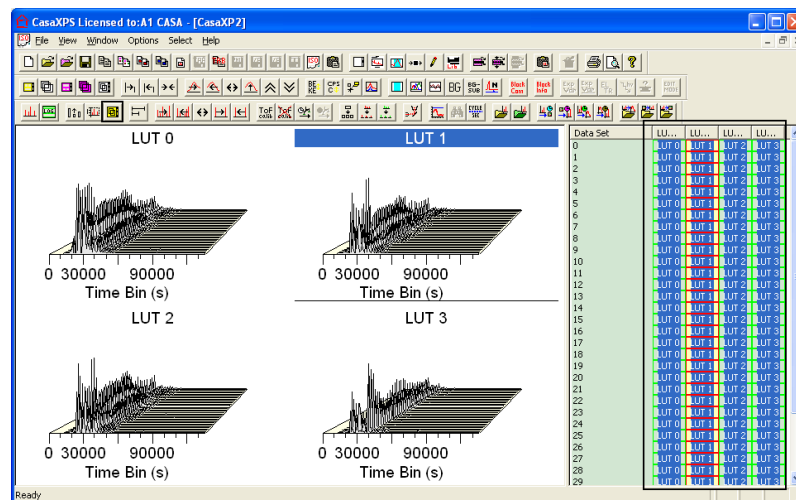 CasaXPS Licensed to:A1 CASA - [CasaXP2]
File View Window Options Select Help
LUT 0
LUT 1
0 30000 90000
Time Bin (s)
0 30000 90000
Time Bin (s)
LUT 2
LUT 3
0 30000 90000
Time Bin (s)
0 30000 90000
Time Bin (s)
Data Set LU... LU... LU... LU...
0 LUT 0 LUT 1 LUT 2 LUT 3
1 LUT 0 LUT 1 LUT 2 LUT 3
2 LUT 0 LUT 1 LUT 2 LUT 3
3 LUT 0 LUT 1 LUT 2 LUT 3
4 LUT 0 LUT 1 LUT 2 LUT 3
5 LUT 0 LUT 1 LUT 2 LUT 3
6 LUT 0 LUT 1 LUT 2 LUT 3
7 LUT 0 LUT 1 LUT 2 LUT 3
8 LUT 0 LUT 1 LUT 2 LUT 3
9 LUT 0 LUT 1 LUT 2 LUT 3
10 LUT 0 LUT 1 LUT 2 LUT 3
11 LUT 0 LUT 1 LUT 2 LUT 3
12 LUT 0 LUT 1 LUT 2 LUT 3
13 LUT 0 LUT 1 LUT 2 LUT 3
14 LUT 0 LUT 1 LUT 2 LUT 3
15 LUT 0 LUT 1 LUT 2 LUT 3
16 LUT 0 LUT 1 LUT 2 LUT 3
17 LUT 0 LUT 1 LUT 2 LUT 3
18 LUT 0 LUT 1 LUT 2 LUT 3
19 LUT 0 LUT 1 LUT 2 LUT 3
20 LUT 0 LUT 1 LUT 2 LUT 3
21 LUT 0 LUT 1 LUT 2 LUT 3
22 LUT 0 LUT 1 LUT 2 LUT 3
23 LUT 0 LUT 1 LUT 2 LUT 3
24 LUT 0 LUT 1 LUT 2 LUT 3
25 LUT 0 LUT 1 LUT 2 LUT 3
26 LUT 0 LUT 1 LUT 2 LUT 3
27 LUT 0 LUT 1 LUT 2 LUT 3
28 LUT 0 LUT 1 LUT 2 LUT 3
29 LUT 0 LUT 1 LUT 2 LUT 3
Ready